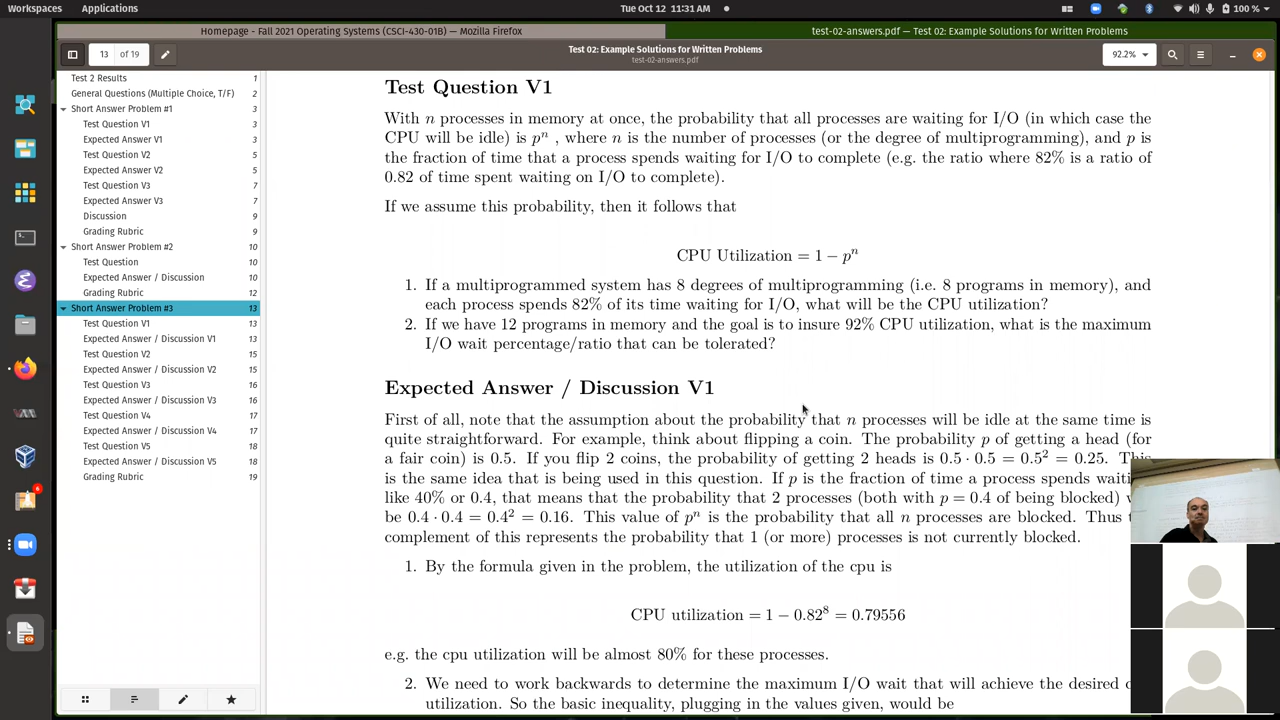 Workspaces Applications Tue Oct 12 11:31 AM 100 %
Homepage - Fall 2021 Operating Systems (CSCI-430-01B) — Mozilla Firefox test-02-answers.pdf — Test 02: Example Solutions for Written Problems
13 of 19 Test 02: Example Solutions for Written Problems 92.2%
test-02-answers.pdf
Test 2 Results 1
General Questions (Multiple Choice, T/F) 2
Short Answer Problem #1 3
Test Question V1 3
Expected Answer V1 3
Test Question V2 5
Expected Answer V2 5
Test Question V3 7
Expected Answer V3 7
Discussion 9
Grading Rubric 9
Short Answer Problem #2 10
Test Question 10
Expected Answer / Discussion 10
Grading Rubric 12
Short Answer Problem #3 13
Test Question V1 13
Expected Answer / Discussion V1 13
Test Question V2 15
Expected Answer / Discussion V2 15
Test Question V3 16
Expected Answer / Discussion V3 16
Test Question V4 17
Expected Answer / Discussion V4 17
Test Question V5 18
Expected Answer / Discussion V5 18
Grading Rubric 19
6
Test Question V1
With n processes in memory at once, the probability that all processes are waiting for I/O (in which case the
CPU will be idle) is pⁿ , where n is the number of processes (or the degree of multiprogramming), and p is
the fraction of time that a process spends waiting for I/O to complete (e.g. the ratio where 82% is a ratio of
0.82 of time spent waiting on I/O to complete).
If we assume this probability, then it follows that
CPU Utilization = 1 − pⁿ
1. If a multiprogrammed system has 8 degrees of multiprogramming (i.e. 8 programs in memory), and
each process spends 82% of its time waiting for I/O, what will be the CPU utilization?
2. If we have 12 programs in memory and the goal is to insure 92% CPU utilization, what is the maximum
I/O wait percentage/ratio that can be tolerated?
Expected Answer / Discussion V1
First of all, note that the assumption about the probability that n processes will be idle at the same time is
quite straightforward. For example, think about flipping a coin. The probability p of getting a head (for
a fair coin) is 0.5. If you flip 2 coins, the probability of getting 2 heads is 0.5 · 0.5 = 0.5² = 0.25. This
is the same idea that is being used in this question. If p is the fraction of time a process spends waiti
like 40% or 0.4, that means that the probability that 2 processes (both with p = 0.4 of being blocked) w
be 0.4 · 0.4 = 0.4² = 0.16. This value of pⁿ is the probability that all n processes are blocked. Thus t
complement of this represents the probability that 1 (or more) processes is not currently blocked.
1. By the formula given in the problem, the utilization of the cpu is
CPU utilization = 1 − 0.82⁸ = 0.79556
e.g. the cpu utilization will be almost 80% for these processes.
2. We need to work backwards to determine the maximum I/O wait that will achieve the desired c
utilization. So the basic inequality, plugging in the values given, would be